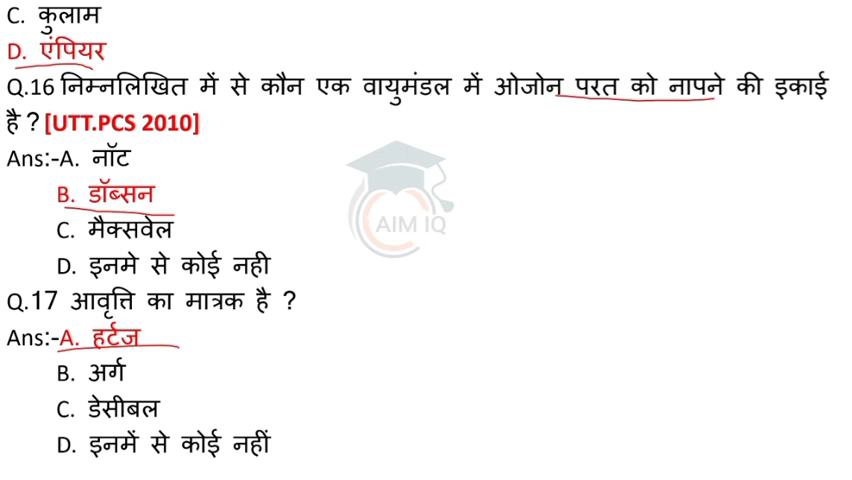 C. कुलाम
D. एंपियर
Q.16 निम्नलिखित में से कौन एक वायुमंडल में ओजोन परत को नापने की इकाई
है ? [UTT.PCS 2010]
Ans:-A. नॉट
B. डॉब्सन
C. मैक्सवेल
D. इनमे से कोई नही
AIM IQ
Q.17 आवृत्ति का मात्रक है ?
Ans:-A. हर्टज
B. अर्ग
C. डेसीबल
D. इनमें से कोई नहीं